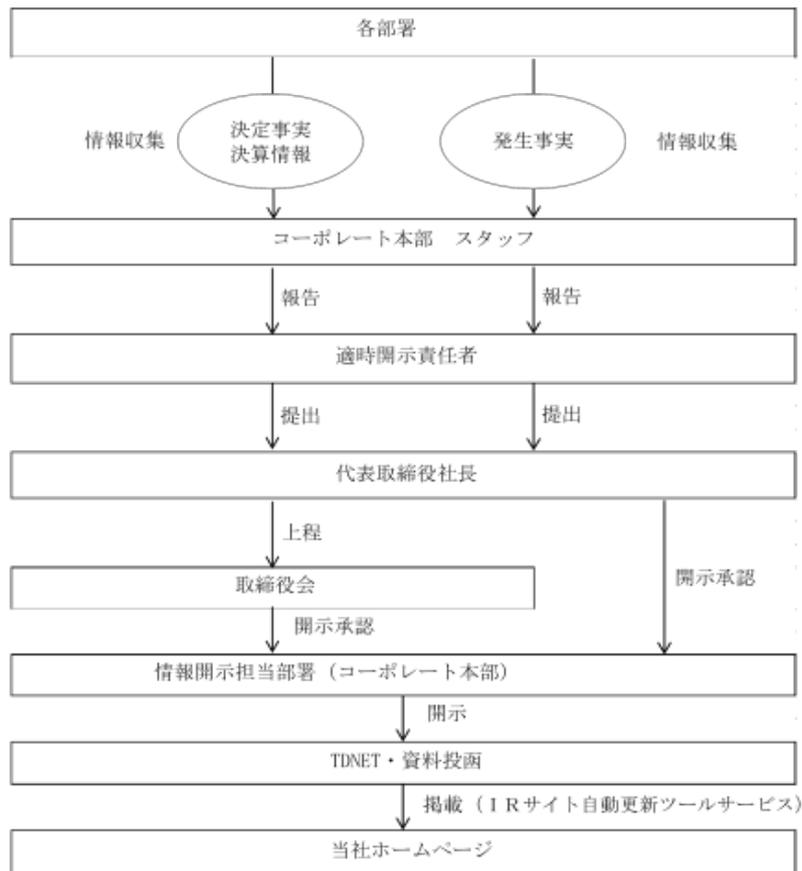 各部署
情報収集
決定事実
決算情報
発生事実
情報収集
コーポレート本部　スタッフ
報告
報告
適時開示責任者
提出
提出
代表取締役社長
上程
取締役会
開示承認
開示承認
情報開示担当部署（コーポレート本部）
開示
TDNET・資料投函
掲載（ＩＲサイト自動更新ツールサービス）
当社ホームページ